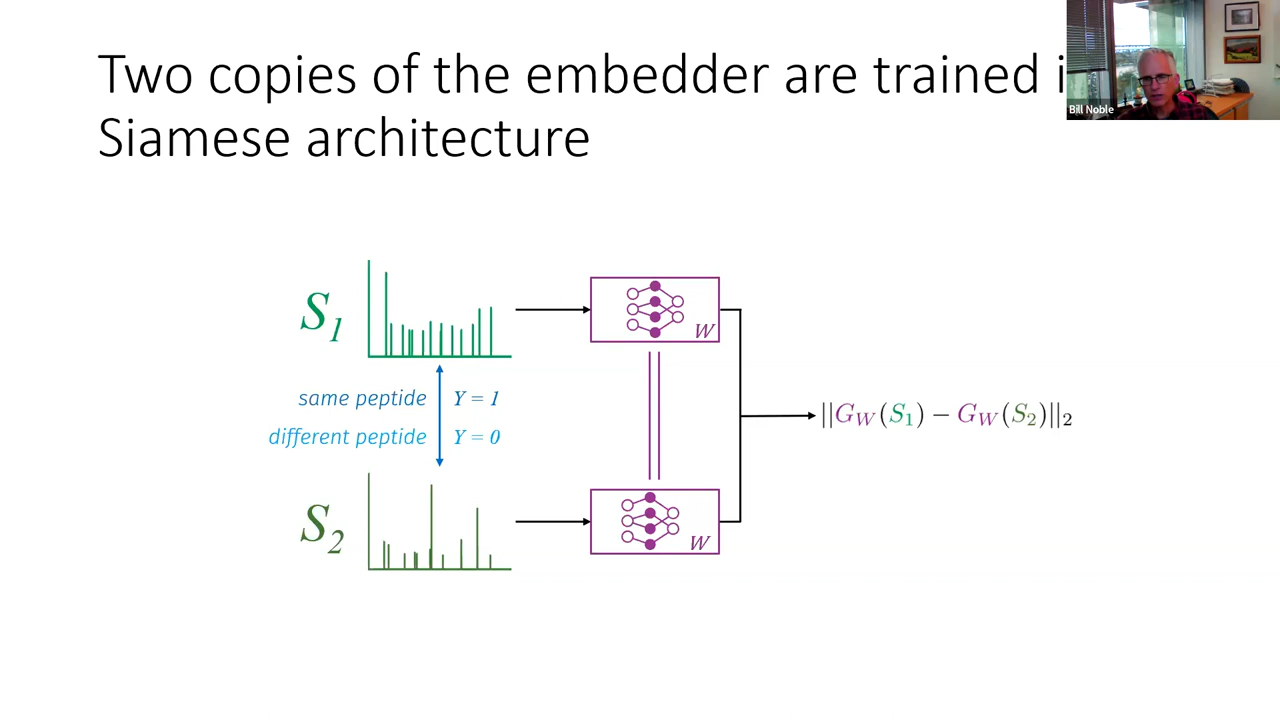 Two copies of the embedder are trained
Siamese architecture
Bill Noble
S1
same peptide Y = 1
different peptide Y = 0
S2
W
W
||GW(S1) − GW(S2)||2